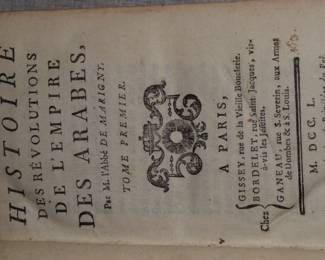 HISTOIRE
DES RÉVOLUTIONS
DE L'EMPIRE
DES ARABES,
Par M. l'Abbé DE MARIGNY.
TOME PREMIER.
A PARIS,
Chez
GISSEY, rue de la Vieille Bouclerie.
BORDELET, rue Saint Jacques, vis-
à-vis les Jésuites.
GANEAU, rue S. Severin, aux Armes
de Dombes & à S. Louis.
M. DCC. L.